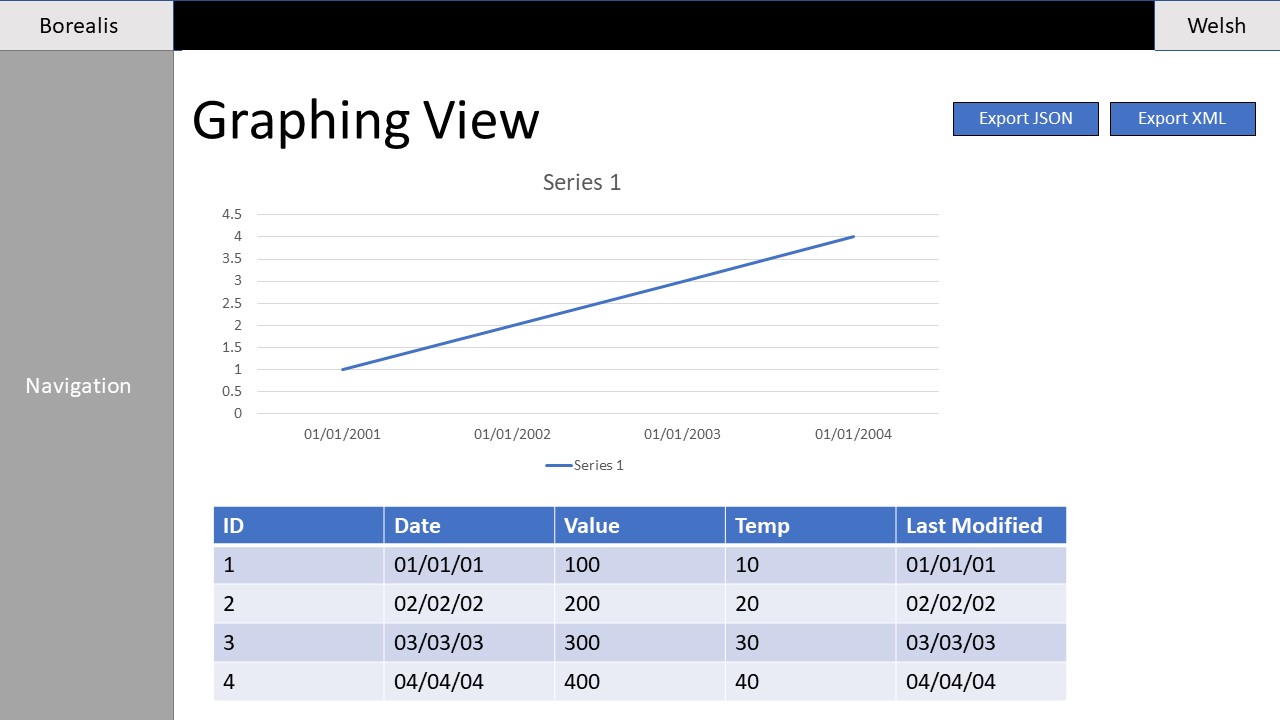 Borealis
Welsh
Graphing View
Export JSON
Export XML
Series 1
4.5
4
3.5
3
2.5
2
1.5
1
0.5
0
01/01/2001 01/01/2002 01/01/2003 01/01/2004
Series 1
Navigation
ID Date Value Temp Last Modified
1 01/01/01 100 10 01/01/01
2 02/02/02 200 20 02/02/02
3 03/03/03 300 30 03/03/03
4 04/04/04 400 40 04/04/04